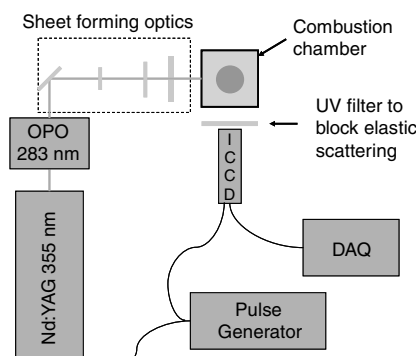 Sheet forming optics
Combustion
chamber
UV filter to
block elastic
scattering
OPO
283 nm
ICCD
DAQ
Nd:YAG 355 nm
Pulse
Generator